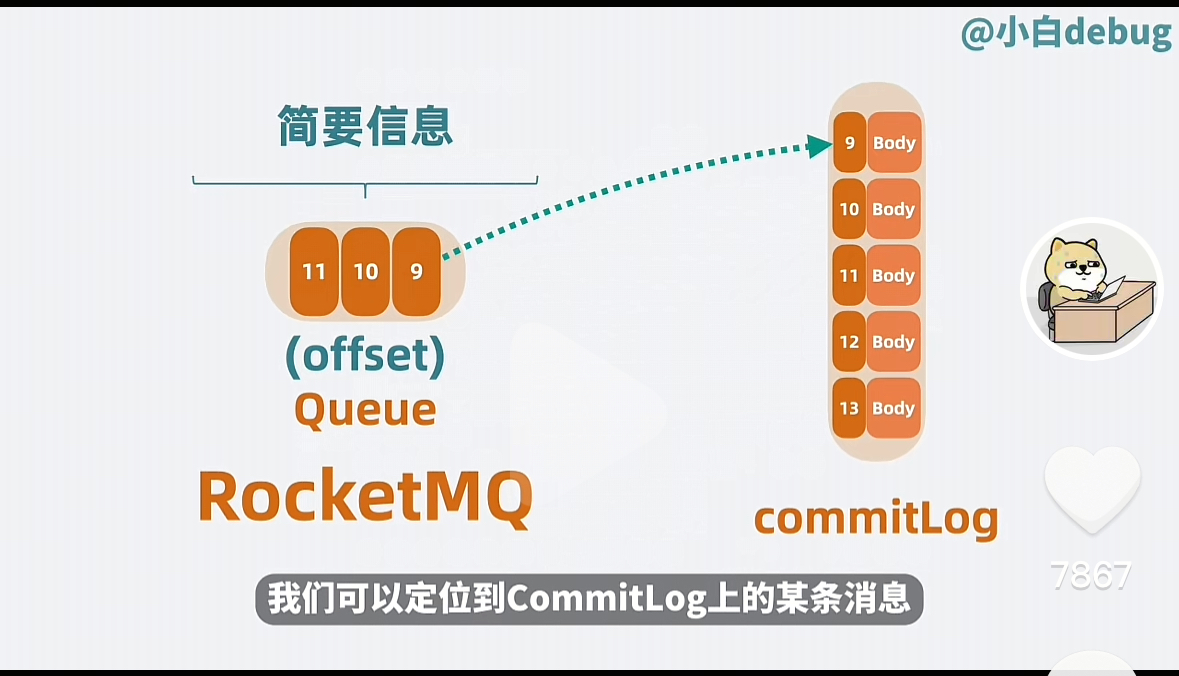 @小白debug
简要信息
11 10 9
(offset)
Queue
RocketMQ
9 Body
10 Body
11 Body
12 Body
13 Body
commitLog
7867
我们可以定位到CommitLog上的某条消息